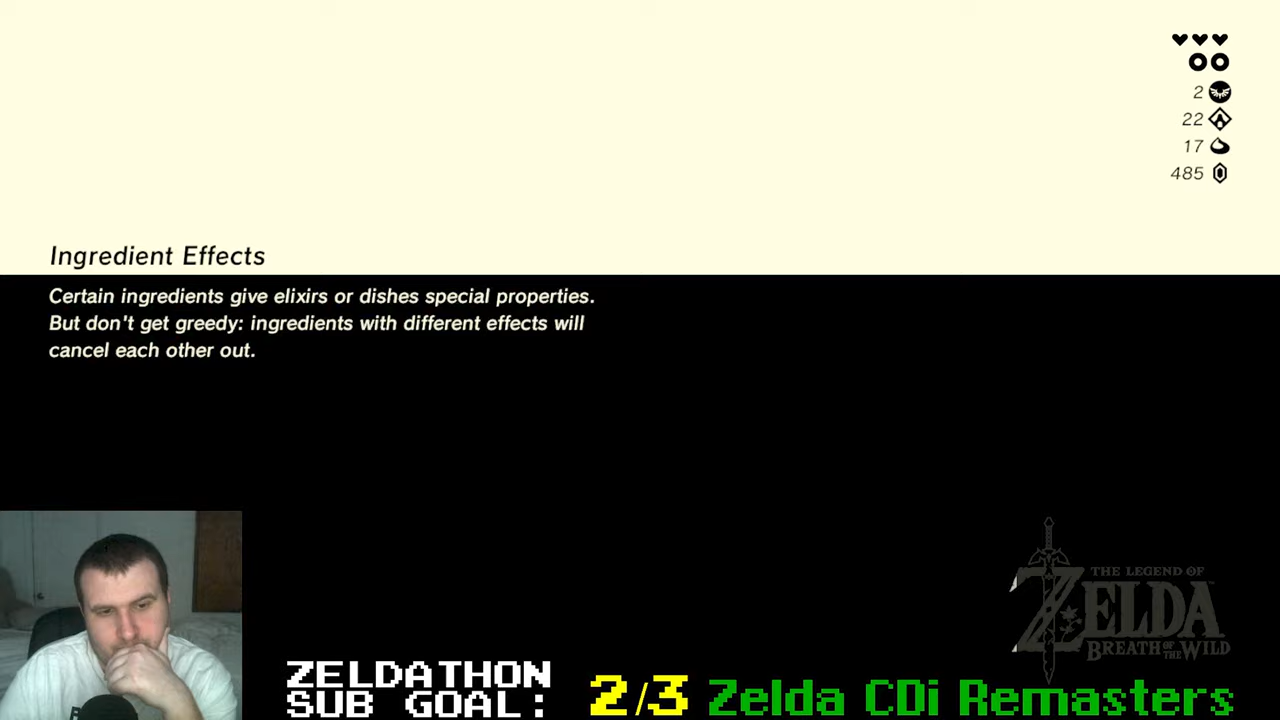 2
22
17
485
Ingredient Effects
Certain ingredients give elixirs or dishes special properties.
But don't get greedy: ingredients with different effects will
cancel each other out.
THE LEGEND OF
ZELDA
BREATH OF THE WILD
ZELDATHON
SUB GOAL:
2/3 Zelda CDi Remasters